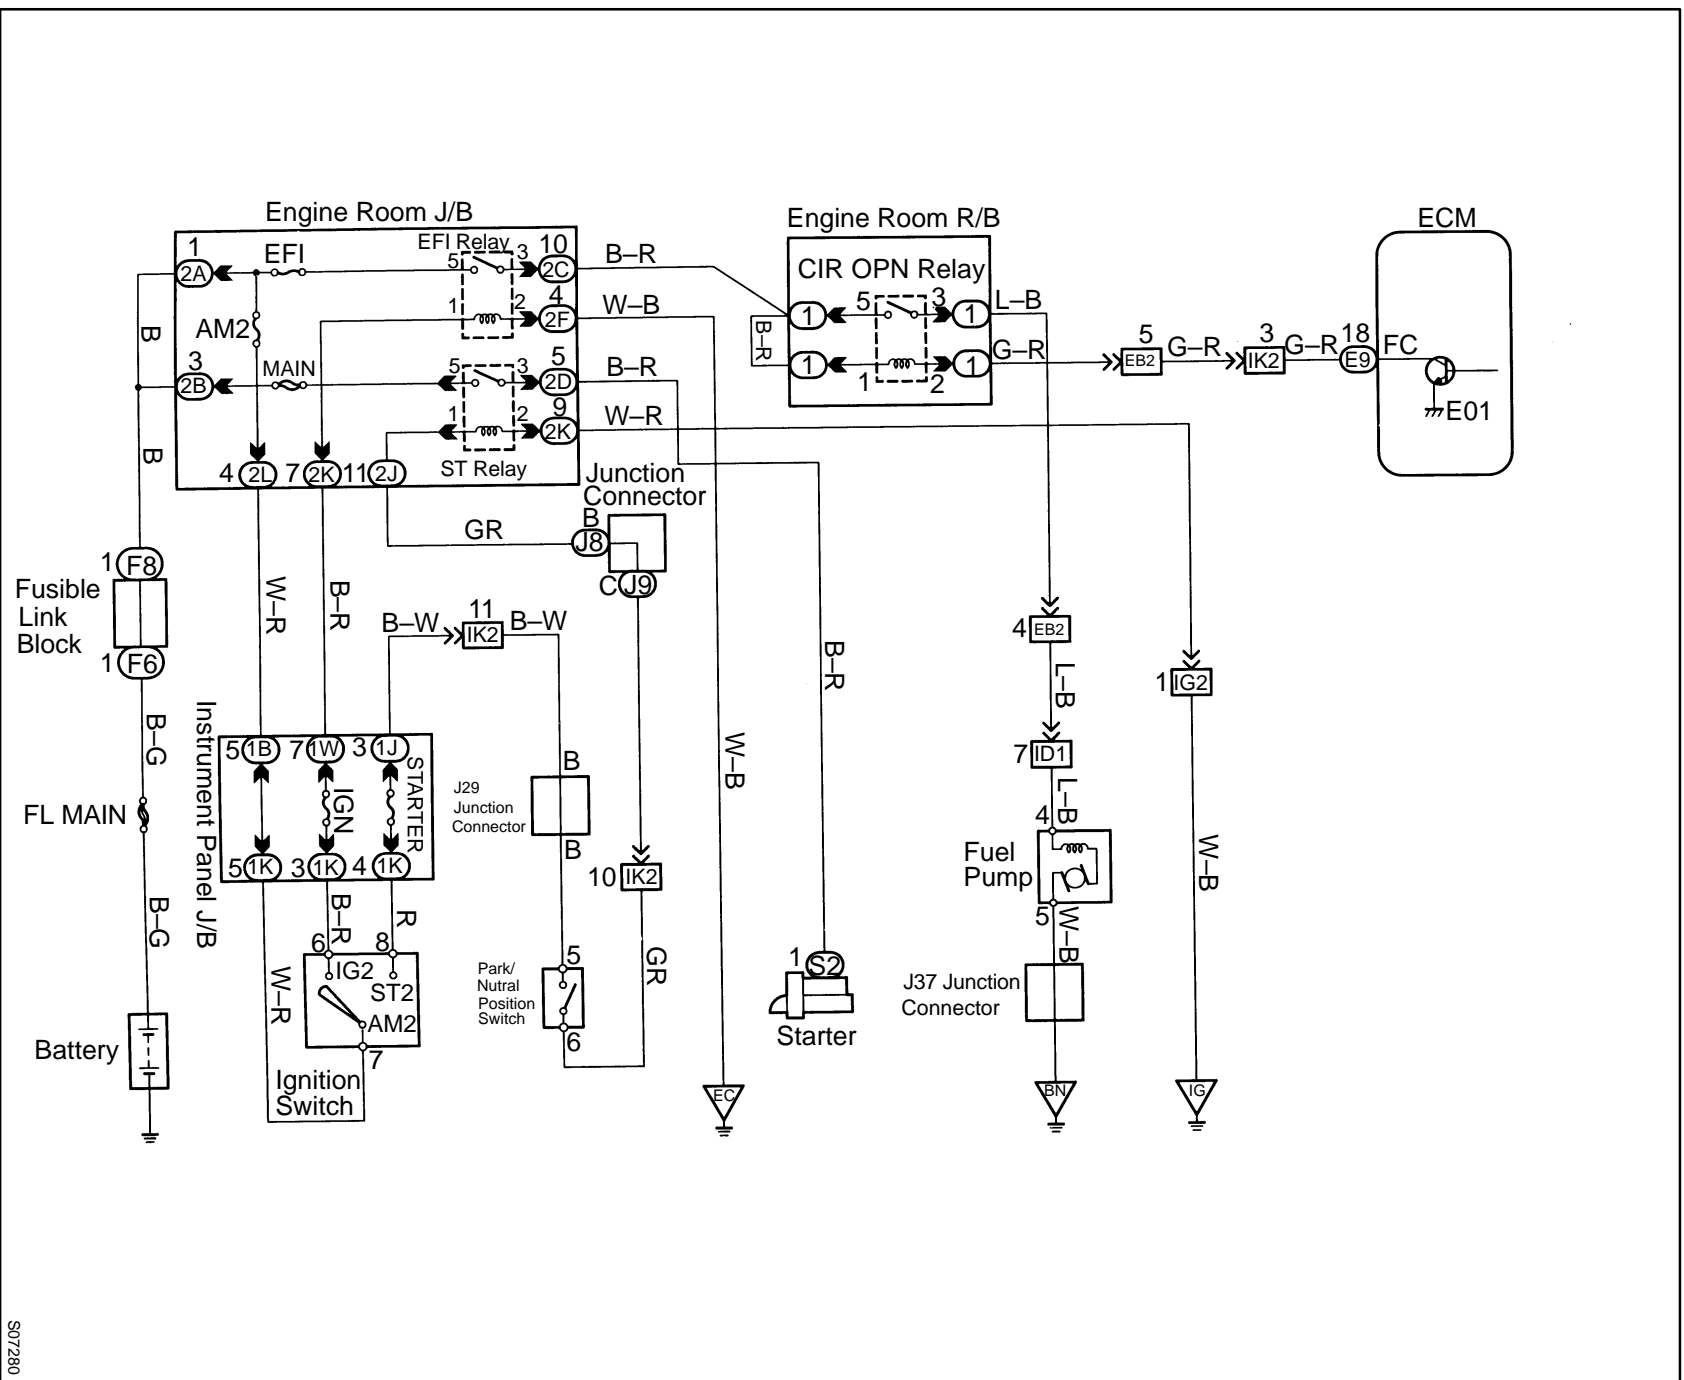 Engine Room J/B
Engine Room R/B
ECM
1
EFI
EFI Relay
5
3
10
2A
2C
B–R
CIR OPN Relay
AM2
1
2
4
2F
W–B
1
5
3
1
L–B
B
B–R
3
MAIN
5
3
5
2B
2D
B–R
1
1
2
1
G–R
5
EB2
G–R
3
IK2
G–R
18
E9
FC
E01
1
2
9
2K
W–R
B
4
2L
7
2K
11
2J
ST Relay
Junction
Connector
GR
B
J8
C
J9
1
F8
Fusible
Link
Block
1
F6
W–R
B–R
B–W
11
IK2
B–W
4
EB2
B–R
L–B
1
IG2
B–G
Instrument Panel J/B
5
1B
7
1W
3
1J
STARTER
IGN
FL MAIN
J29
Junction
Connector
B
B
W–B
7
ID1
L–B
4
Fuel
Pump
5
W–B
W–B
5
1K
3
1K
4
1K
10
IK2
B–G
B–R
R
6
8
IG2
ST2
AM2
7
W–R
Ignition
Switch
Park/
Nutral
Position
Switch
5
6
GR
1
S2
Starter
J37 Junction
Connector
Battery
EC
BN
IG
S07280